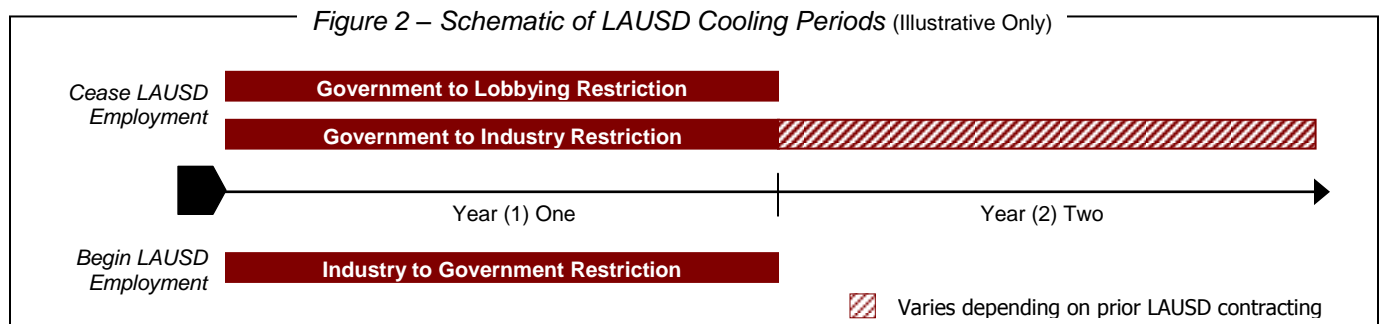 Figure 2 – Schematic of LAUSD Cooling Periods (Illustrative Only)
Cease LAUSD
Employment
Government to Lobbying Restriction
Government to Industry Restriction
Year (1) One
Year (2) Two
Begin LAUSD
Employment
Industry to Government Restriction
Varies depending on prior LAUSD contracting